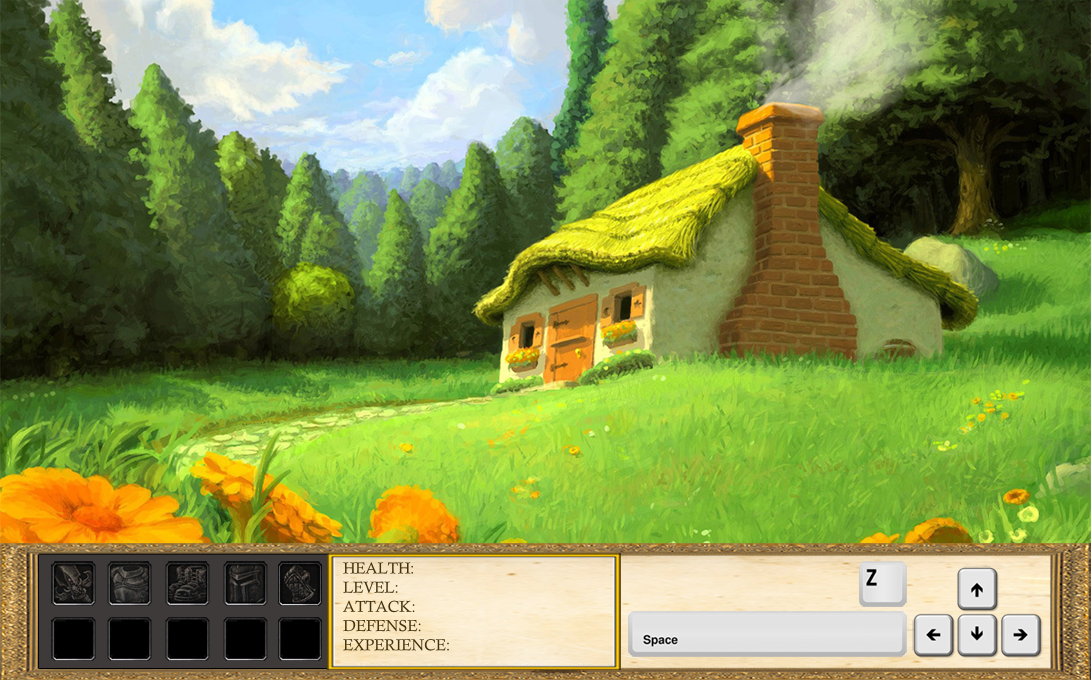 HEALTH:
LEVEL:
ATTACK:
DEFENSE:
EXPERIENCE:
Z
Space